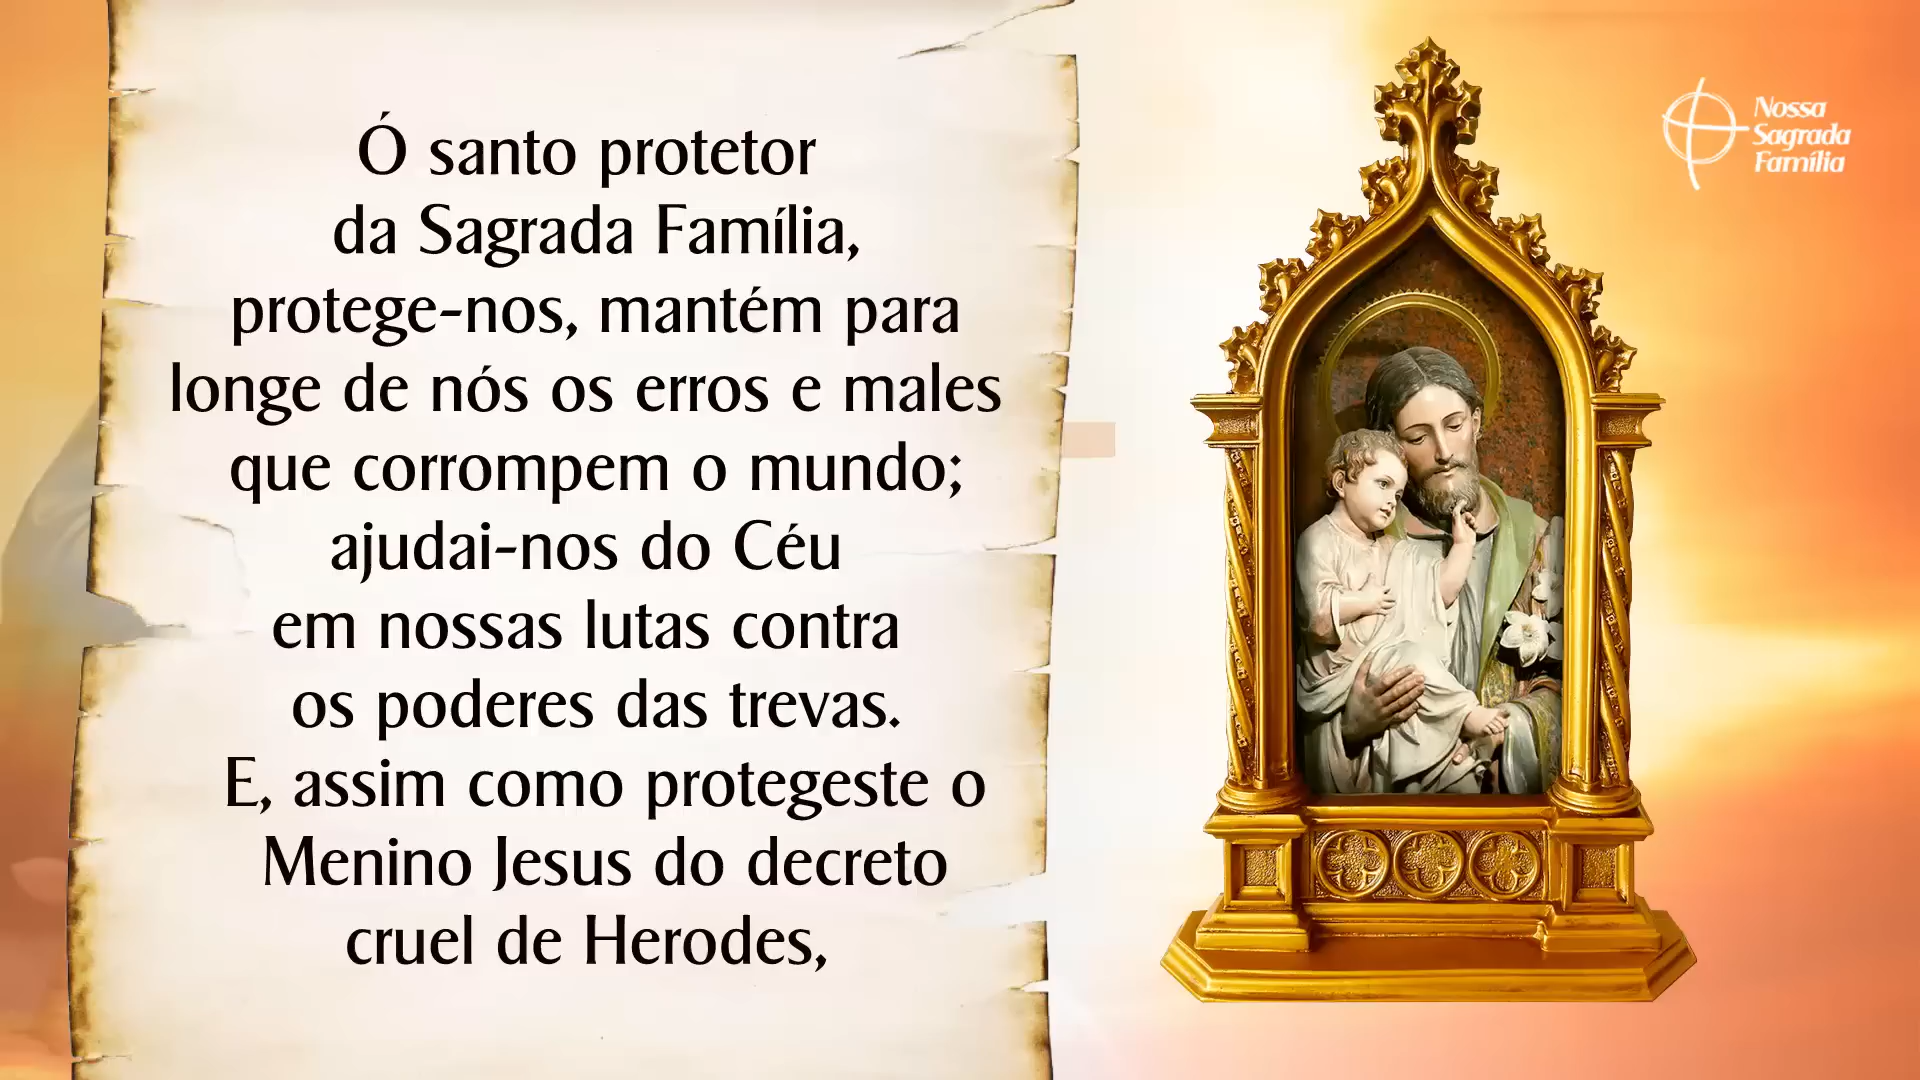 Ó santo protetor
da Sagrada Família,
protege-nos, mantém para
longe de nós os erros e males
que corrompem o mundo;
ajudai-nos do Céu
em nossas lutas contra
os poderes das trevas.
E, assim como protegeste o
Menino Jesus do decreto
cruel de Herodes,
Nossa
Sagrada
Família